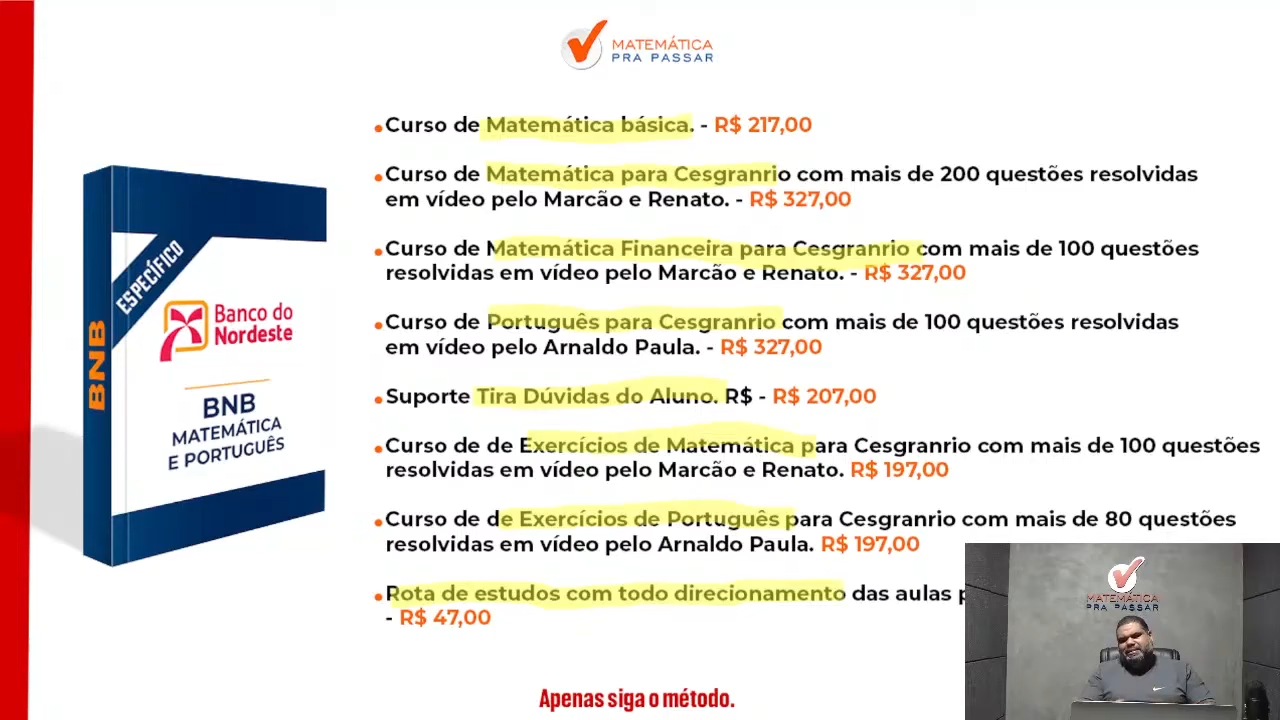 MATEMÁTICA
PRA PASSAR
Curso de Matemática básica. - R$ 217,00
Curso de Matemática para Cesgranrio com mais de 200 questões resolvidas
em vídeo pelo Marcão e Renato. - R$ 327,00
Curso de Matemática Financeira para Cesgranrio com mais de 100 questões
resolvidas em vídeo pelo Marcão e Renato. - R$ 327,00
Curso de Português para Cesgranrio com mais de 100 questões resolvidas
em vídeo pelo Arnaldo Paula. - R$ 327,00
Suporte Tira Dúvidas do Aluno. R$ - R$ 207,00
Curso de de Exercícios de Matemática para Cesgranrio com mais de 100 questões
resolvidas em vídeo pelo Marcão e Renato. R$ 197,00
Curso de de Exercícios de Português para Cesgranrio com mais de 80 questões
resolvidas em vídeo pelo Arnaldo Paula. R$ 197,00
Rota de estudos com todo direcionamento das aulas
- R$ 47,00
ESPECÍFICO
Banco do
Nordeste
BNB
BNB
MATEMÁTICA
E PORTUGUÊS
MATEMÁTICA
PRA PASSAR
Apenas siga o método.